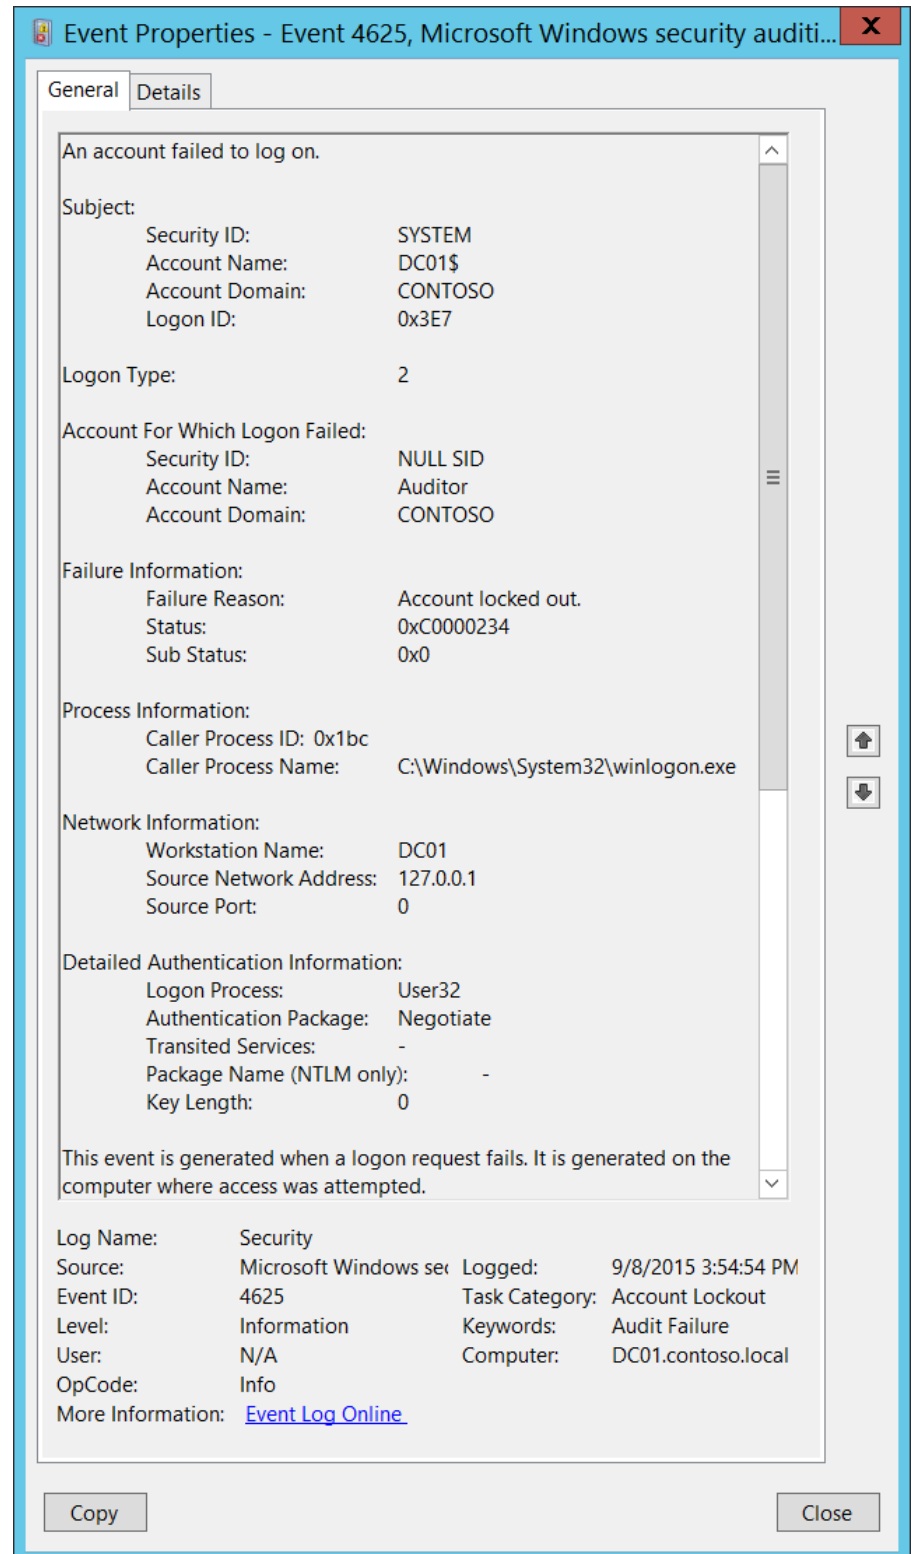 Event Properties - Event 4625, Microsoft Windows security auditi... X
General Details
An account failed to log on.
Subject:
Security ID: SYSTEM
Account Name: DC01$
Account Domain: CONTOSO
Logon ID: 0x3E7
Logon Type: 2
Account For Which Logon Failed:
Security ID: NULL SID
Account Name: Auditor
Account Domain: CONTOSO
Failure Information:
Failure Reason: Account locked out.
Status: 0xC0000234
Sub Status: 0x0
Process Information:
Caller Process ID: 0x1bc
Caller Process Name: C:\Windows\System32\winlogon.exe
Network Information:
Workstation Name: DC01
Source Network Address: 127.0.0.1
Source Port: 0
Detailed Authentication Information:
Logon Process: User32
Authentication Package: Negotiate
Transited Services: -
Package Name (NTLM only): -
Key Length: 0
This event is generated when a logon request fails. It is generated on the
computer where access was attempted.
Log Name: Security
Source: Microsoft Windows sec Logged: 9/8/2015 3:54:54 PM
Event ID: 4625 Task Category: Account Lockout
Level: Information Keywords: Audit Failure
User: N/A Computer: DC01.contoso.local
OpCode: Info
More Information: Event Log Online
Copy Close